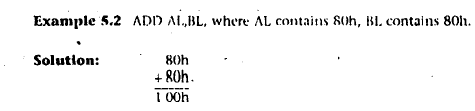 Example 5.2 ADD AL,BL, where AL contains 80h, BL contains 80h.
Solution: 80h
+ 80h.
1 00h